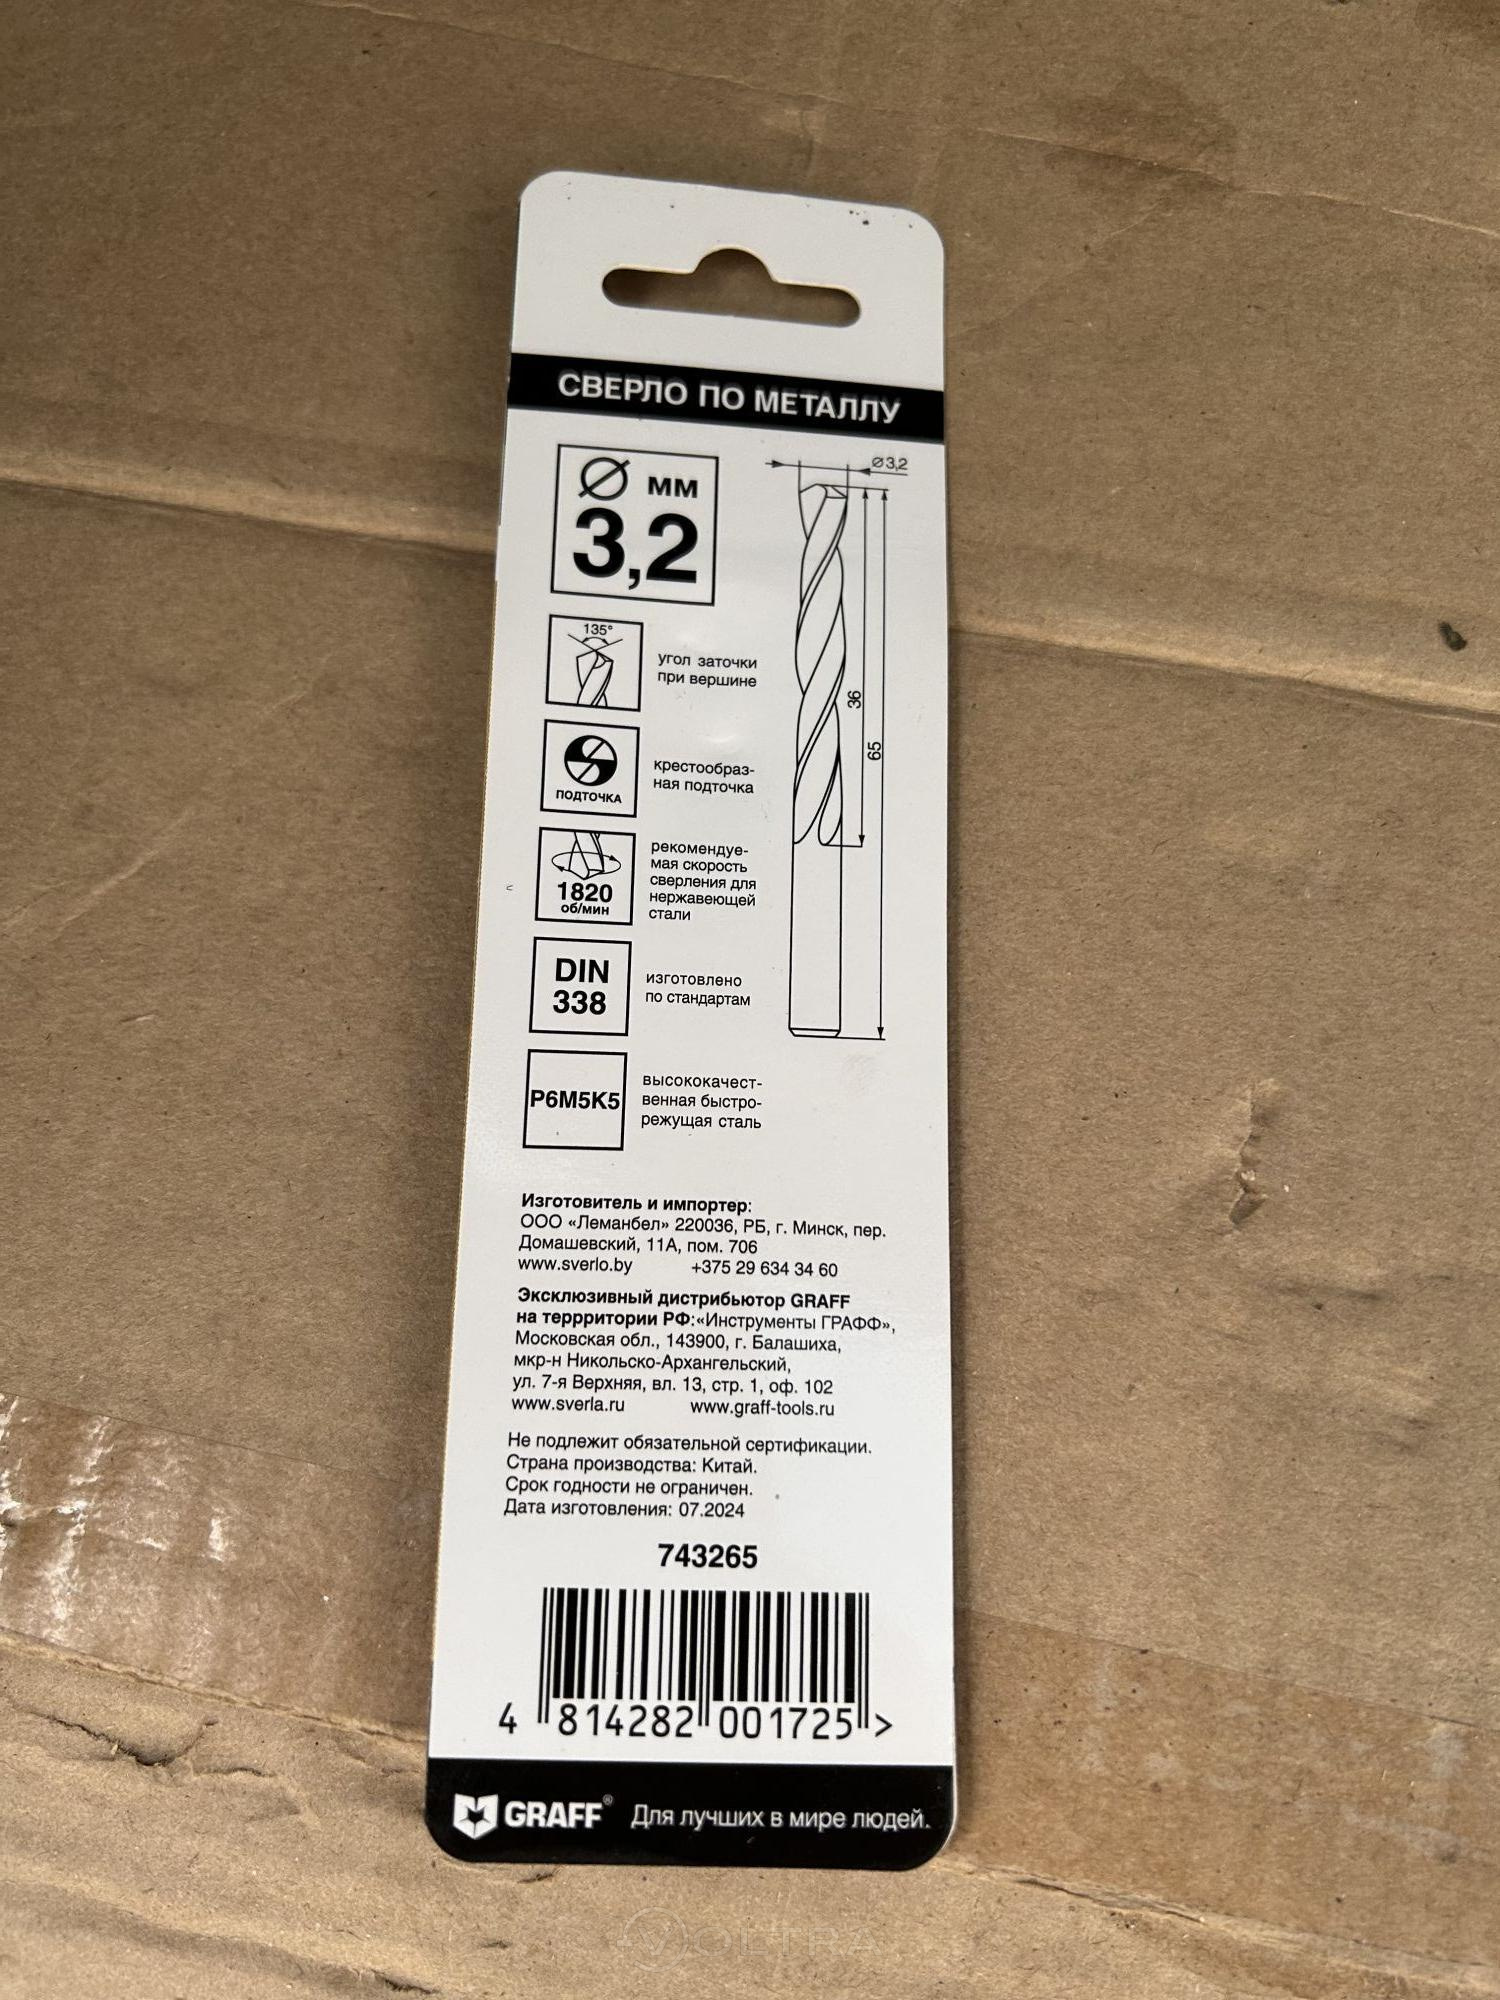 СВЕРЛО ПО МЕТАЛЛУ
Ø мм
3,2
Ø3,2
36
65
135°
угол заточки
при вершине
ПОДТОЧКА
крестообраз-
ная подточка
1820
об/мин
рекомендуе-
мая скорость
сверления для
нержавеющей
стали
DIN
338
изготовлено
по стандартам
Р6М5К5
высококачест-
венная быстро-
режущая сталь
Изготовитель и импортер:
ООО «Леманбел» 220036, РБ, г. Минск, пер.
Домашевский, 11А, пом. 706
www.sverlo.by +375 29 634 34 60
Эксклюзивный дистрибьютор GRAFF
на террритории РФ:«Инструменты ГРАФФ»,
Московская обл., 143900, г. Балашиха,
мкр-н Никольско-Архангельский,
ул. 7-я Верхняя, вл. 13, стр. 1, оф. 102
www.sverla.ru www.graff-tools.ru
Не подлежит обязательной сертификации.
Страна производства: Китай.
Срок годности не ограничен.
Дата изготовления: 07.2024
743265
4 814282 001725 >
GRAFF® Для лучших в мире людей.
VOLTRA